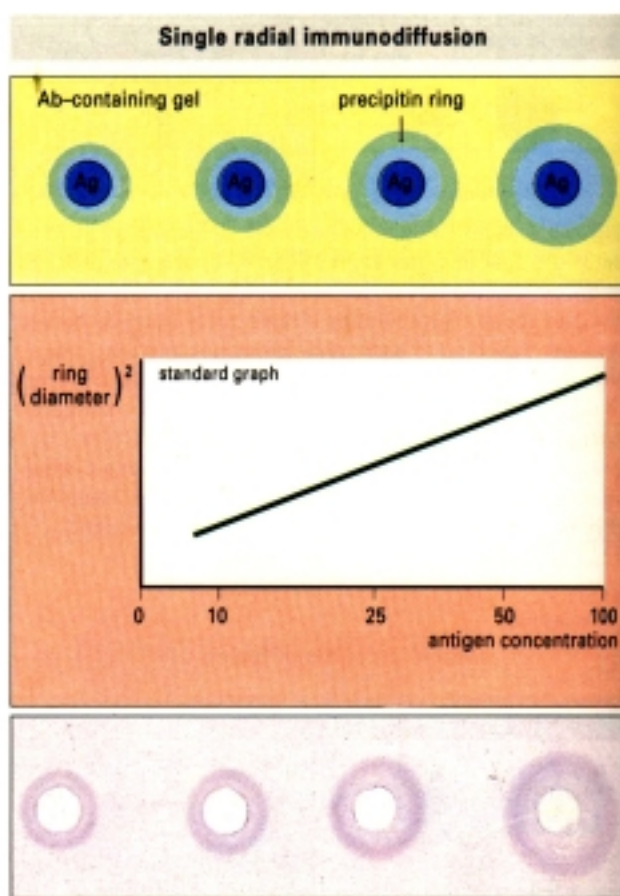 Single radial immunodiffusion
Ab-containing gel
precipitin ring
Ag
Ag
Ag
Ag
(ring diameter)²
standard graph
0 10 25 50 100
antigen concentration